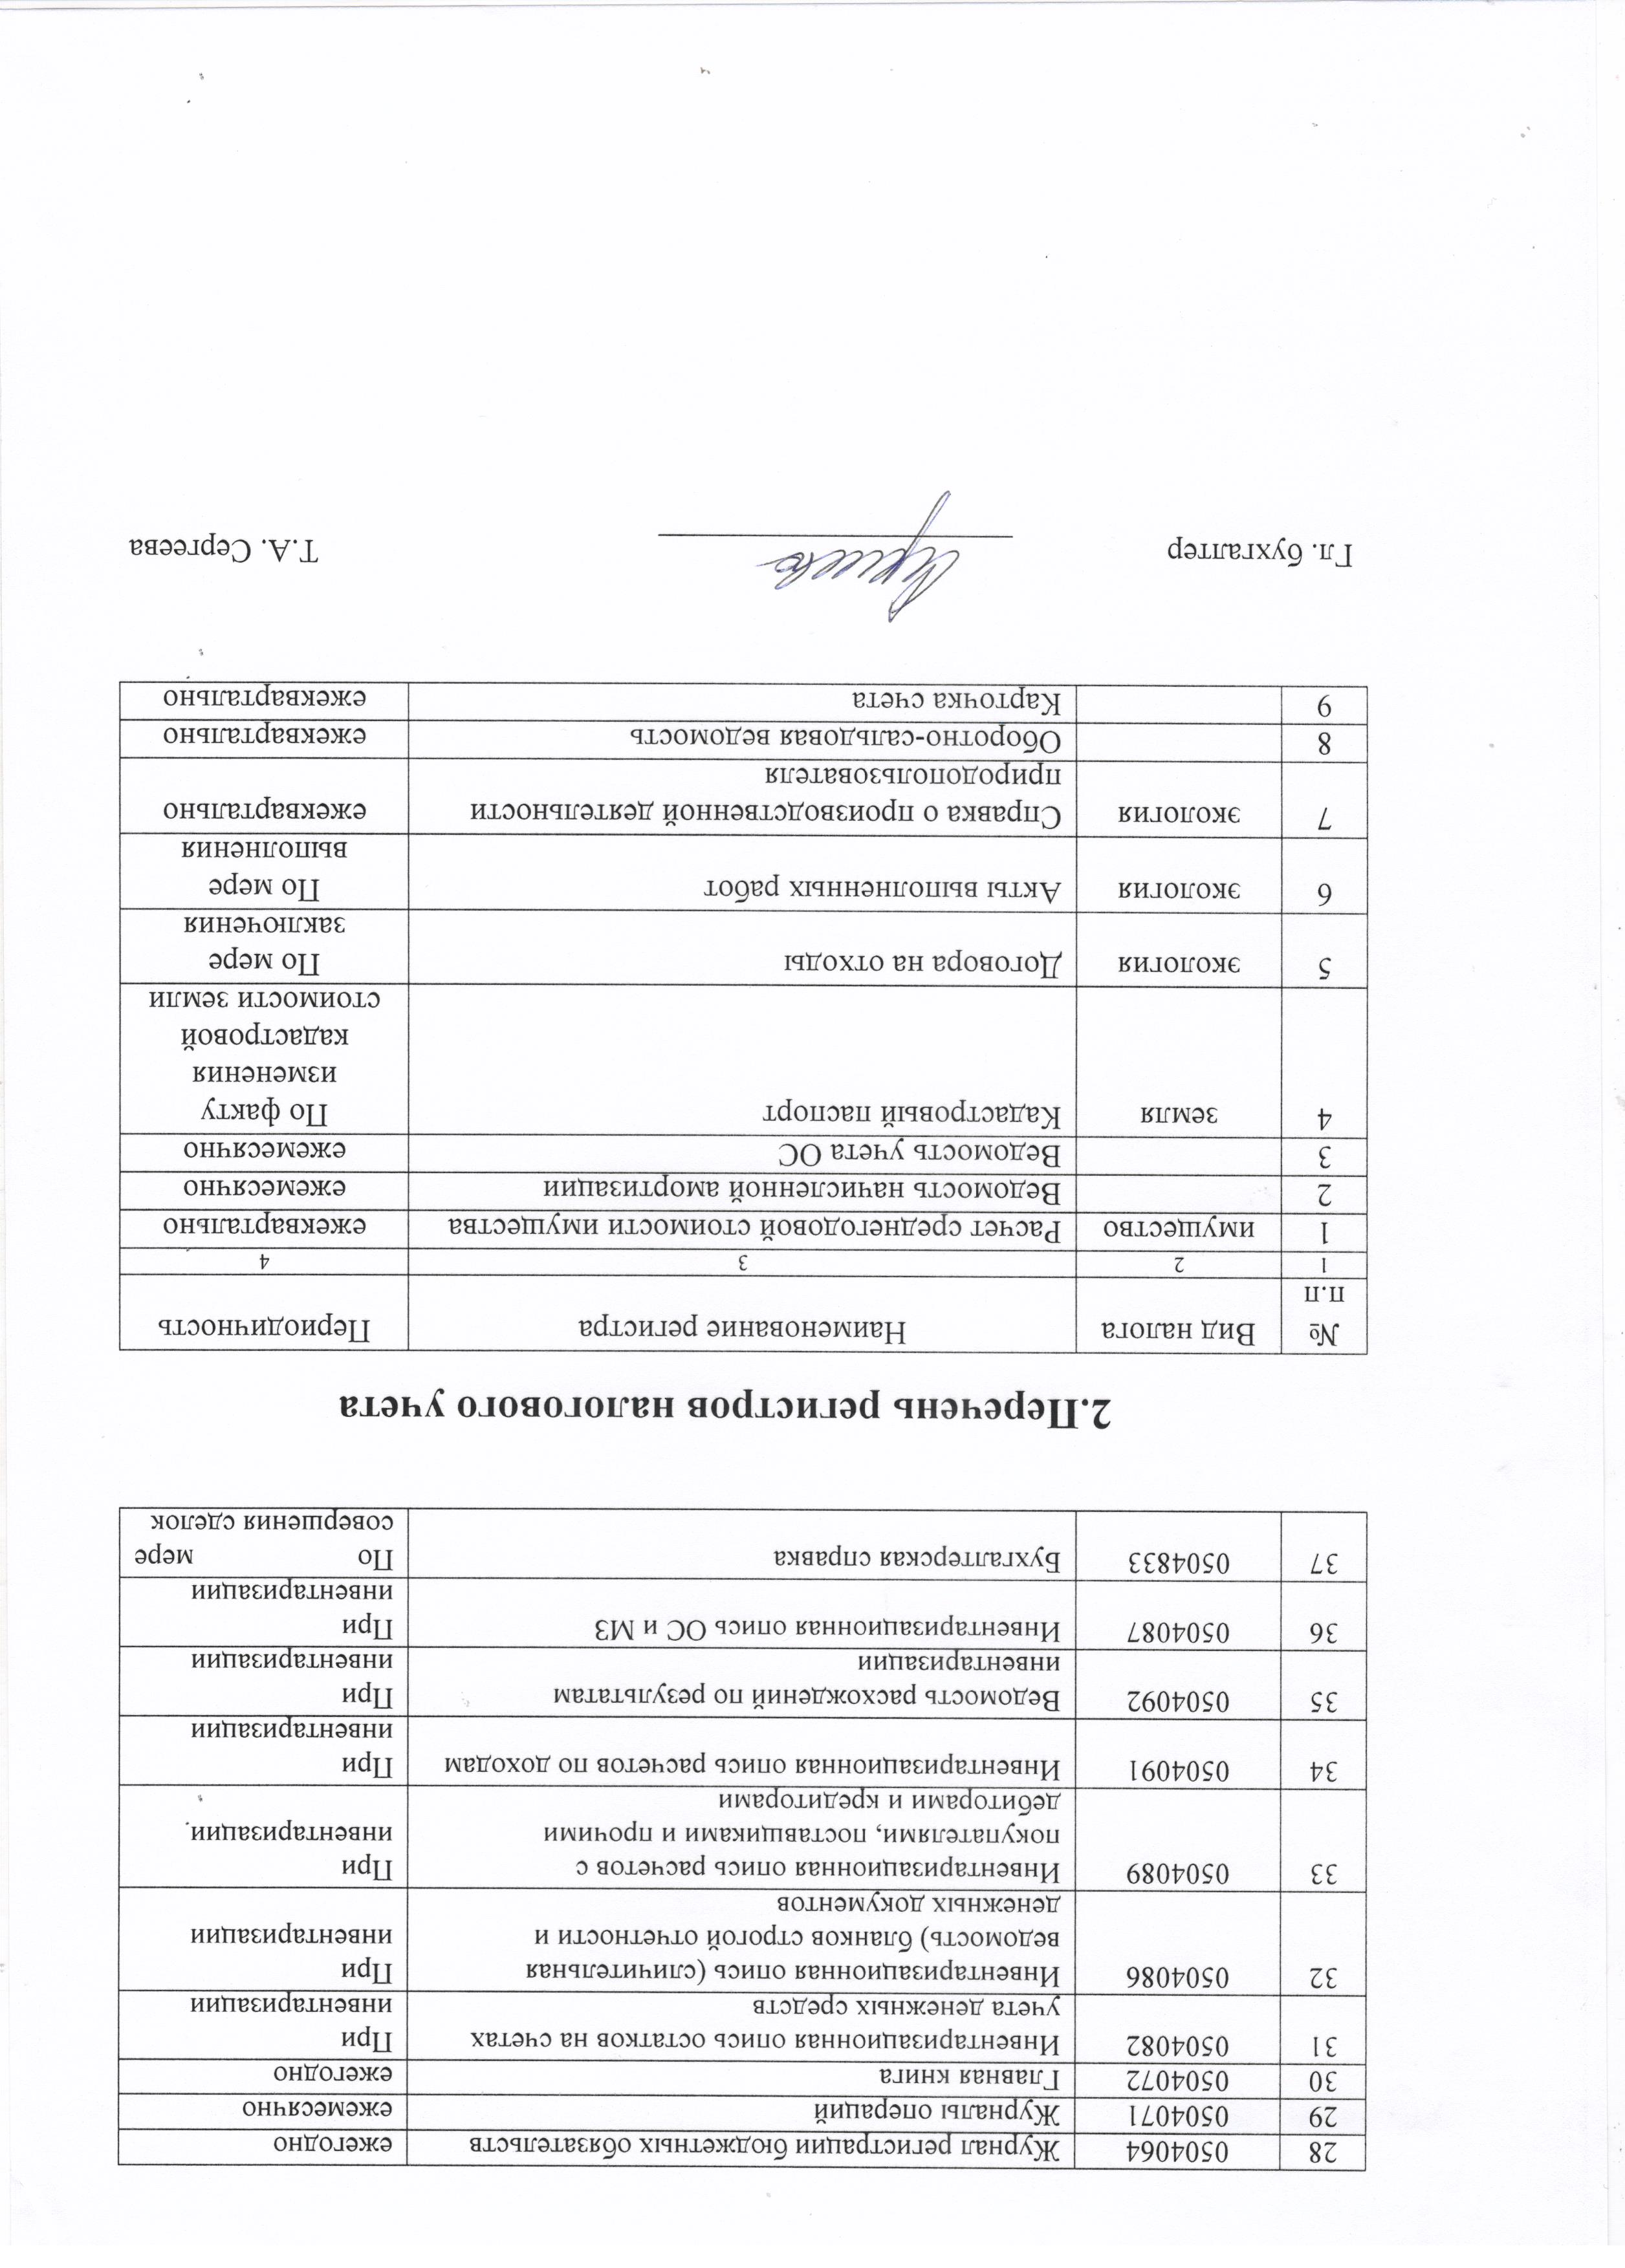 28 0504064 Журнал регистрации бюджетных обязательств ежегодно
29 0504071 Журналы операций ежемесячно
30 0504072 Главная книга ежегодно
31 0504082 Инвентаризационная опись остатков на счетах При
учета денежных средств инвентаризации
32 0504086 Инвентаризационная опись (сличительная При
ведомость) бланков строгой отчетности и инвентаризации
денежных документов
33 0504089 Инвентаризационная опись расчетов с При
покупателями, поставщиками и прочими инвентаризации
дебиторами и кредиторами
34 0504091 Инвентаризационная опись расчетов по доходам При
инвентаризации
35 0504092 Ведомость расхождений по результатам При
инвентаризации инвентаризации
36 0504087 Инвентаризационная опись ОС и МЗ При
инвентаризации
37 0504833 Бухгалтерская справка По мере
совершения сделок
2.Перечень регистров налогового учета
№ Вид налога Наименование регистра Периодичность
п.п
1 2 3 4
1 имущество Расчет среднегодовой стоимости имущества ежеквартально
2 Ведомость начисленной амортизации ежемесячно
3 Ведомость учета ОС ежемесячно
4 земля Кадастровый паспорт По факту
изменения
кадастровой
стоимости земли
5 экология Договора на отходы По мере
заключения
6 экология Акты выполненных работ По мере
выполнения
7 экология Справка о производственной деятельности ежеквартально
природопользователя
8 Оборотно-сальдовая ведомость ежеквартально
9 Карточка счета ежеквартально
Гл. бухгалтер Т.А. Сергеева